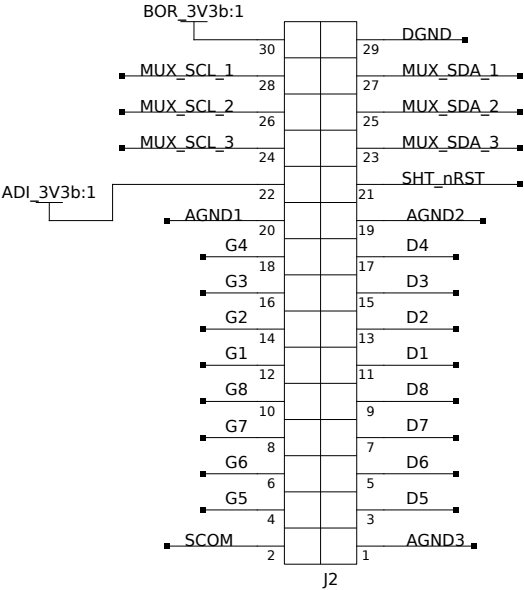 BOR_3V3b:1
DGND
30 29
MUX_SCL_1 MUX_SDA_1
28 27
MUX_SCL_2 MUX_SDA_2
26 25
MUX_SCL_3 MUX_SDA_3
24 23
SHT_nRST
ADI_3V3b:1
22 21
AGND1 AGND2
20 19
G4 D4
18 17
G3 D3
16 15
G2 D2
14 13
G1 D1
12 11
G8 D8
10 9
G7 D7
8 7
G6 D6
6 5
G5 D5
4 3
SCOM AGND3
2 1
J2